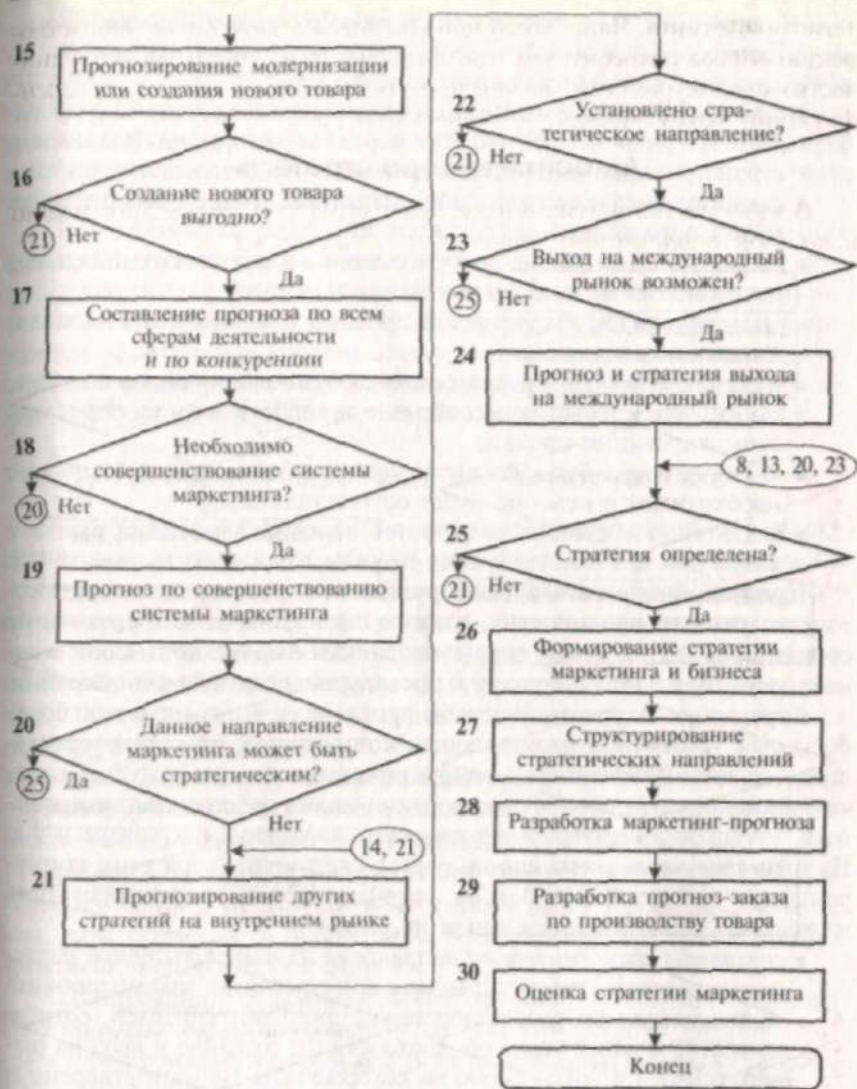 15
Прогнозирование модернизации
или создания нового товара
16
Создание нового товара
выгодно?
21 Нет
Да
17
Составление прогноза по всем
сферам деятельности
и по конкуренции
18
Необходимо
совершенствование системы
маркетинга?
20 Нет
Да
19
Прогноз по совершенствованию
системы маркетинга
20
Данное направление
маркетинга может быть
стратегическим?
25 Да
Нет
14, 21
21
Прогнозирование других
стратегий на внутреннем рынке
22
Установлено стра-
тегическое направление?
21 Нет
Да
23
Выход на международный
рынок возможен?
25 Нет
Да
24
Прогноз и стратегия выхода
на международный рынок
8, 13, 20, 23
25
Стратегия определена?
21 Нет
Да
26
Формирование стратегии
маркетинга и бизнеса
27
Структурирование
стратегических направлений
28
Разработка маркетинг-прогноза
29
Разработка прогноз-заказа
по производству товара
30
Оценка стратегии маркетинга
Конец